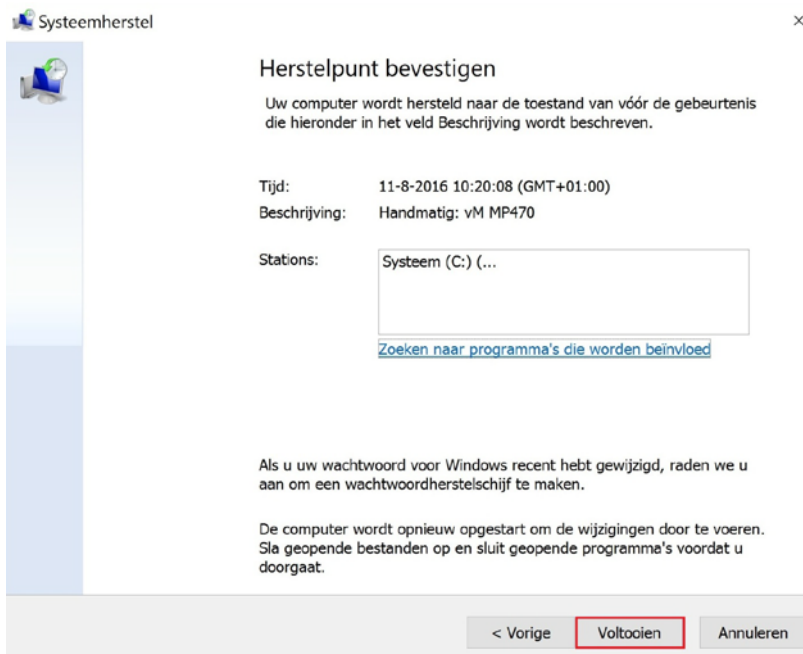 Systeemherstel
Herstelpunt bevestigen
Uw computer wordt hersteld naar de toestand van vóór de gebeurtenis
die hieronder in het veld Beschrijving wordt beschreven.
Tijd: 11-8-2016 10:20:08 (GMT+01:00)
Beschrijving: Handmatig: vM MP470
Stations: Systeem (C:) (...
Zoeken naar programma's die worden beïnvloed
Als u uw wachtwoord voor Windows recent hebt gewijzigd, raden we u
aan om een wachtwoordherstelschijf te maken.
De computer wordt opnieuw opgestart om de wijzigingen door te voeren.
Sla geopende bestanden op en sluit geopende programma's voordat u
doorgaat.
< Vorige Voltooien Annuleren